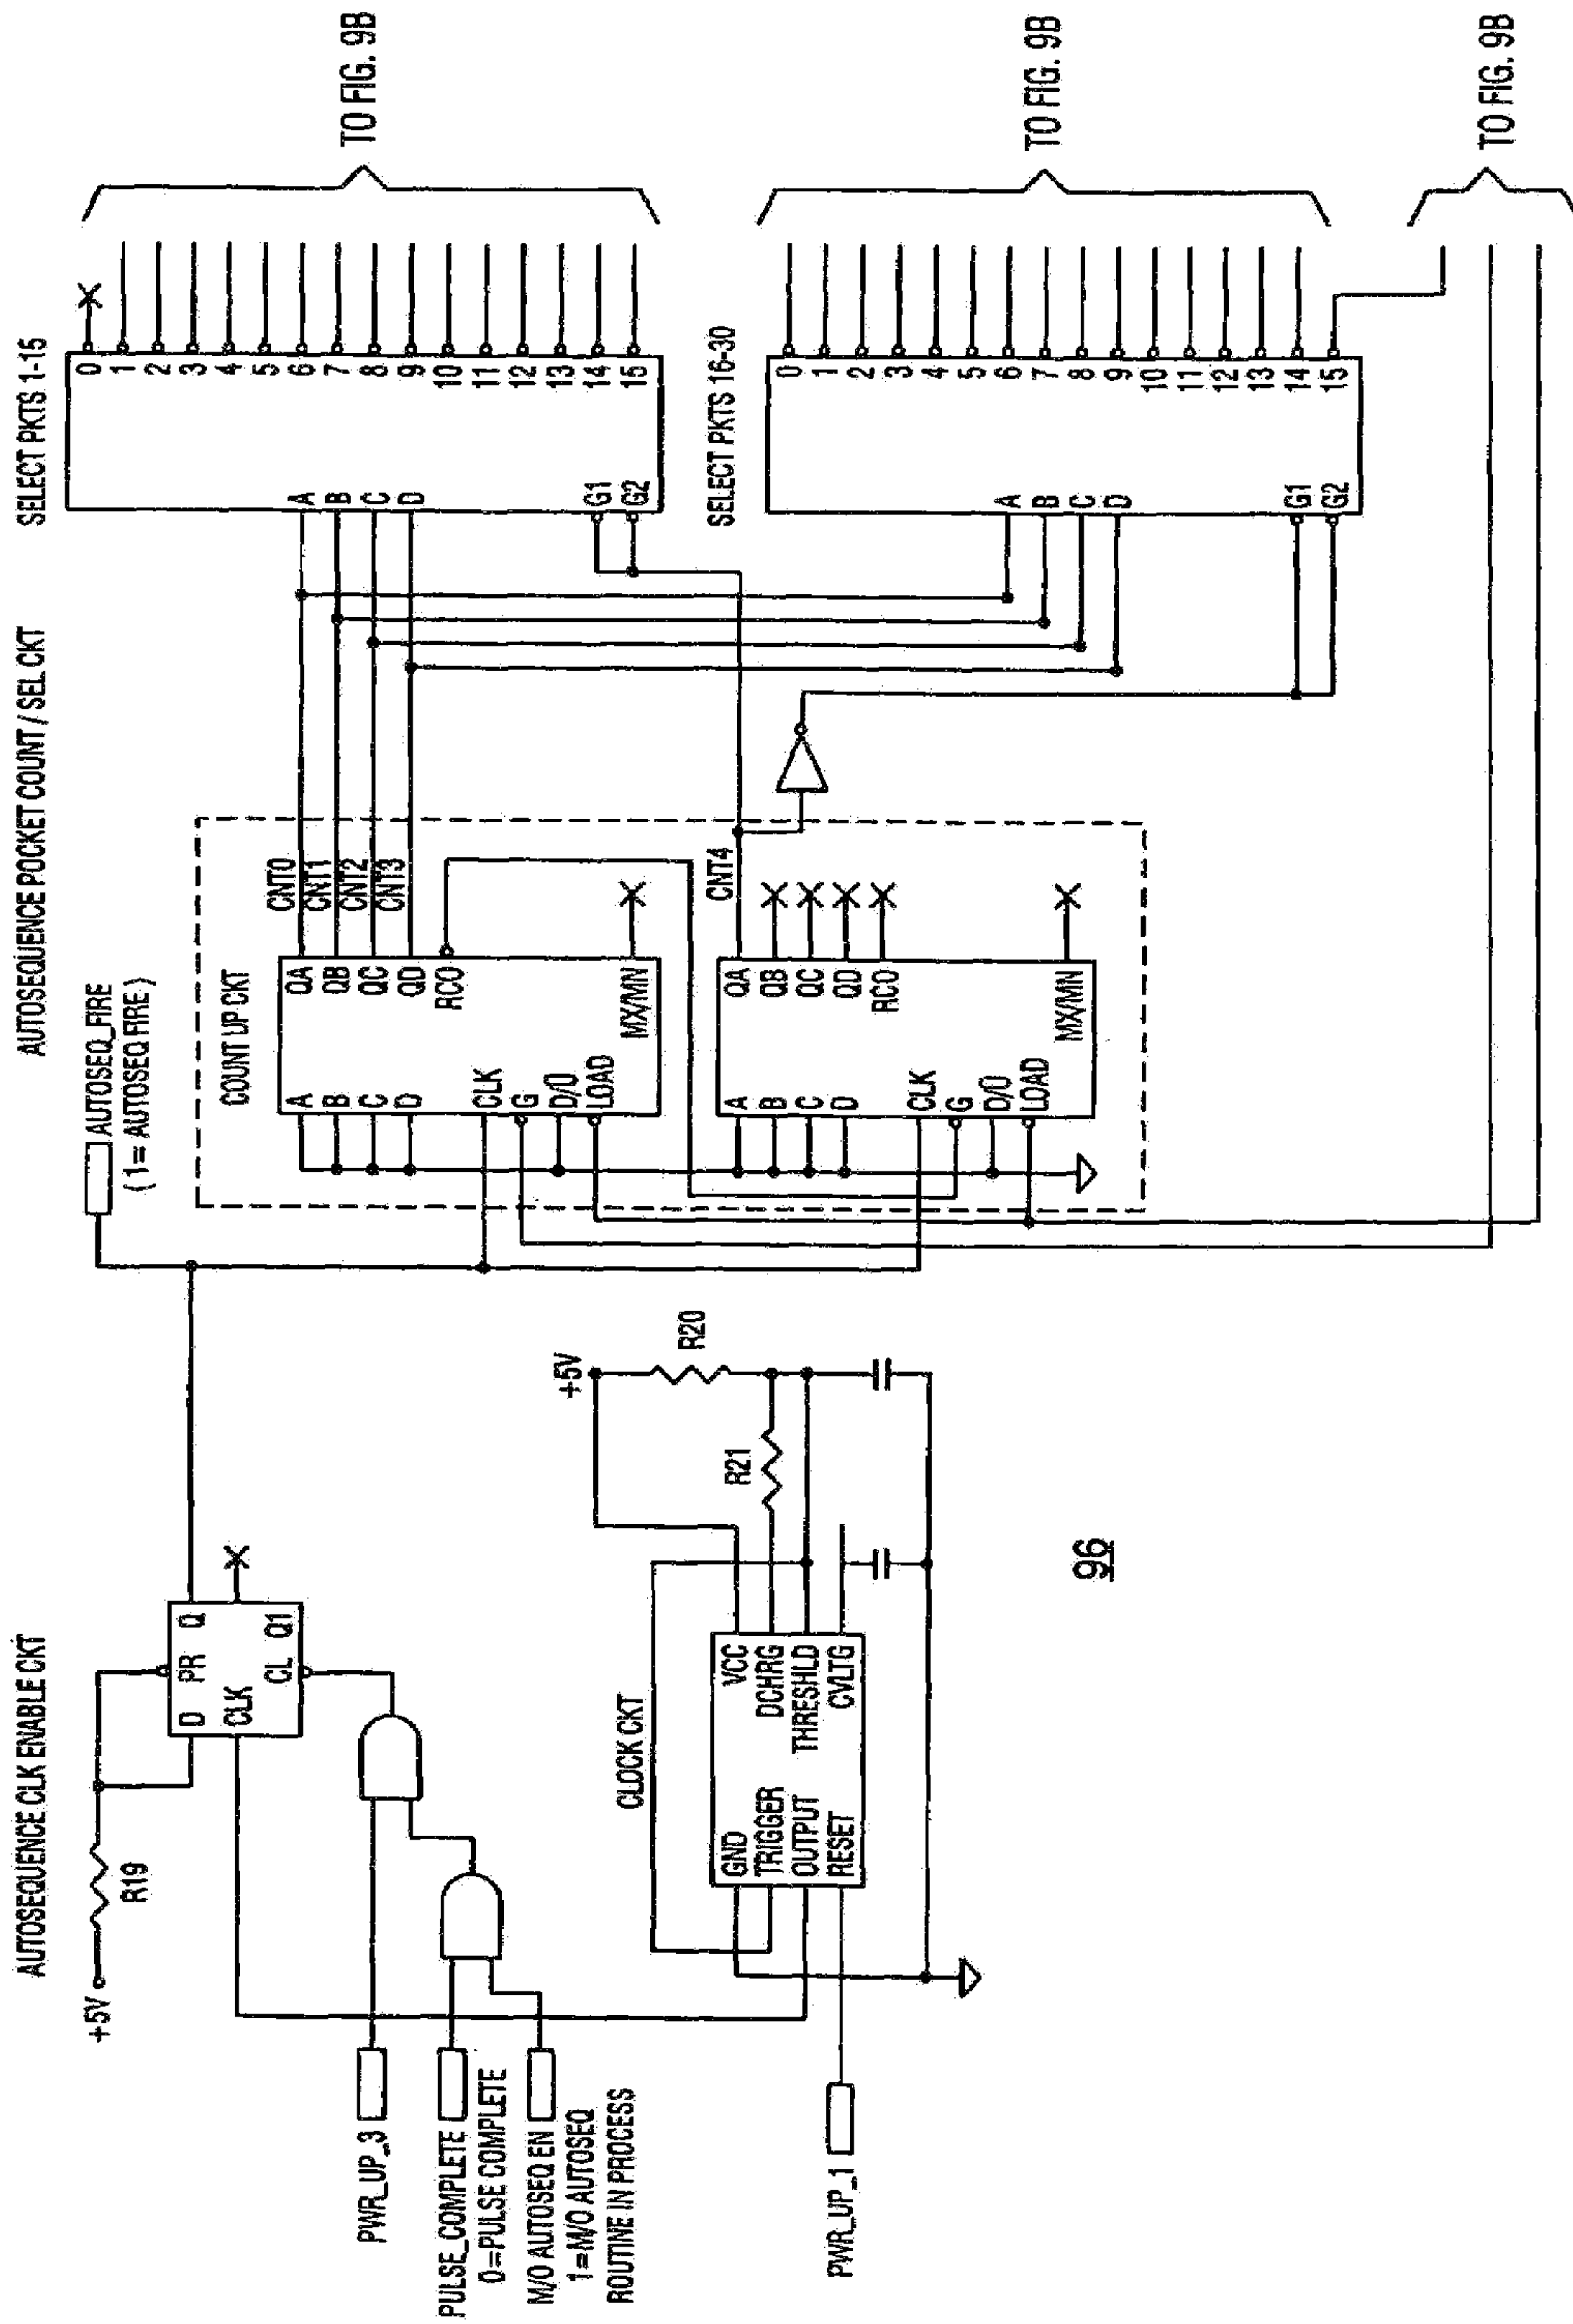 AUTOSEQUENCE CLK ENABLE CKT
AUTOSEQUENCE POCKET COUNT / SEL CKT
+5V
R19
D
PR
Q
CLK
CL
Q1
PWR_UP_3
PULSE_COMPLETE
0=PULSE COMPLETE
M/O AUTOSEQ EN
1=M/O AUTOSEQ
ROUTINE IN PROCESS
PWR_UP_1
CLOCK CKT
GND
TRIGGER
OUTPUT
RESET
VCC
DCHRG
THRESHLD
CVLTG
+5V
R21
R20
96
AUTOSEQ_FIRE
(1= AUTOSEQ FIRE)
COUNT UP CKT
A
B
C
D
CLK
G
D/U
LOAD
QA
QB
QC
QD
RCO
MX/MN
CNT0
CNT1
CNT2
CNT3
A
B
C
D
CLK
G
D/U
LOAD
QA
QB
QC
QD
RCO
MX/MN
CNT4
SELECT PKTS 1-15
A
B
C
D
G1
G2
0
1
2
3
4
5
6
7
8
9
10
11
12
13
14
15
TO FIG. 9B
SELECT PKTS 16-30
A
B
C
D
G1
G2
0
1
2
3
4
5
6
7
8
9
10
11
12
13
14
15
TO FIG. 9B
TO FIG. 9B